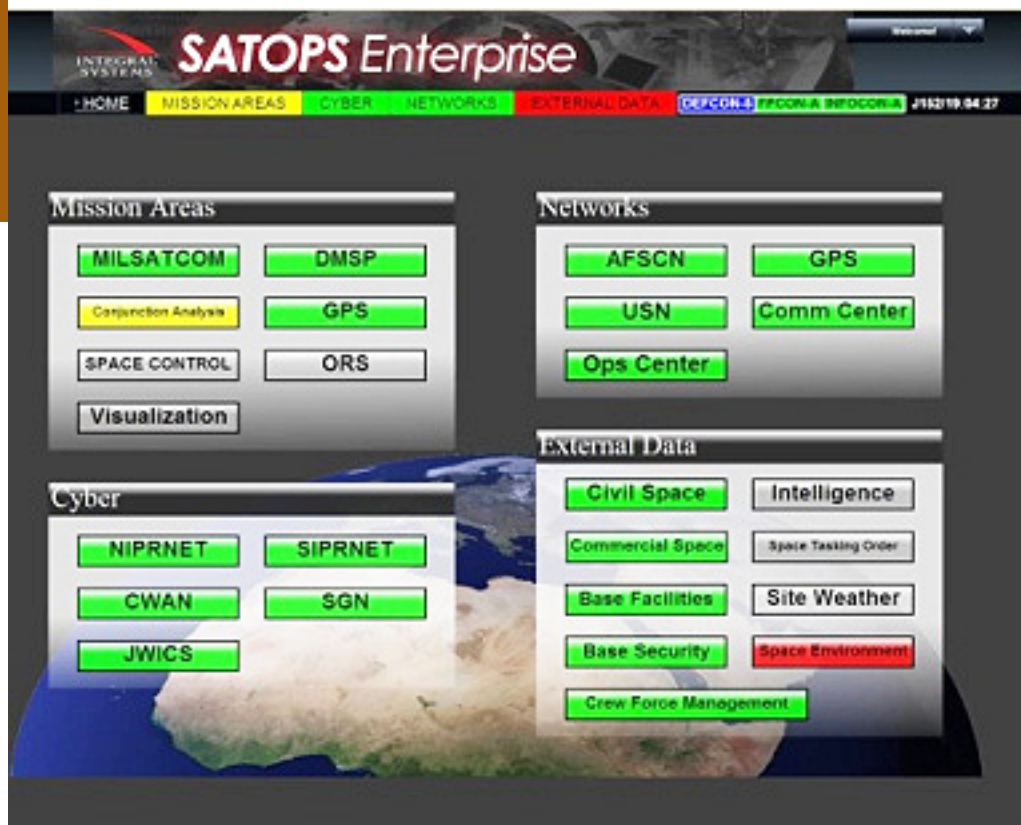 INTEGRAL
SYSTEMS
SATOPS Enterprise
Welcome!
HOME MISSION AREAS CYBER NETWORKS EXTERNAL DATA FPCON-A INFOCON-A J152/19:04:27
Mission Areas
MILSATCOM DMSP
Conjunction Analysis GPS
SPACE CONTROL ORS
Visualization
Cyber
NIPRNET SIPRNET
CWAN SGN
JWICS
Networks
AFSCN GPS
USN Comm Center
Ops Center
External Data
Civil Space Intelligence
Commercial Space Space Tasking Order
Base Facilities Site Weather
Base Security Space Environment
Crew Force Management